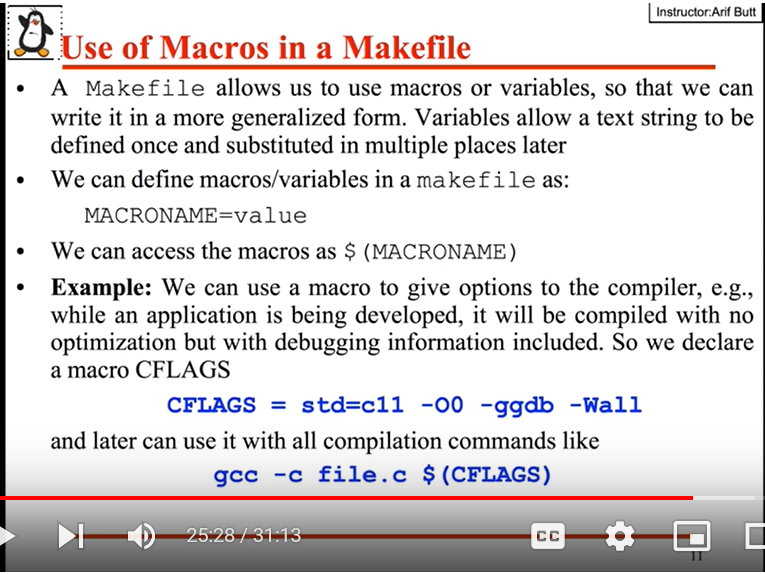 Instructor:Arif Butt
Use of Macros in a Makefile
• A Makefile allows us to use macros or variables, so that we can
write it in a more generalized form. Variables allow a text string to be
defined once and substituted in multiple places later
• We can define macros/variables in a makefile as:
MACRONAME=value
• We can access the macros as $(MACRONAME)
• Example: We can use a macro to give options to the compiler, e.g.,
while an application is being developed, it will be compiled with no
optimization but with debugging information included. So we declare
a macro CFLAGS
CFLAGS = std=c11 -O0 -ggdb -Wall
and later can use it with all compilation commands like
gcc -c file.c $(CFLAGS)
25:28 / 31:13
CC
11